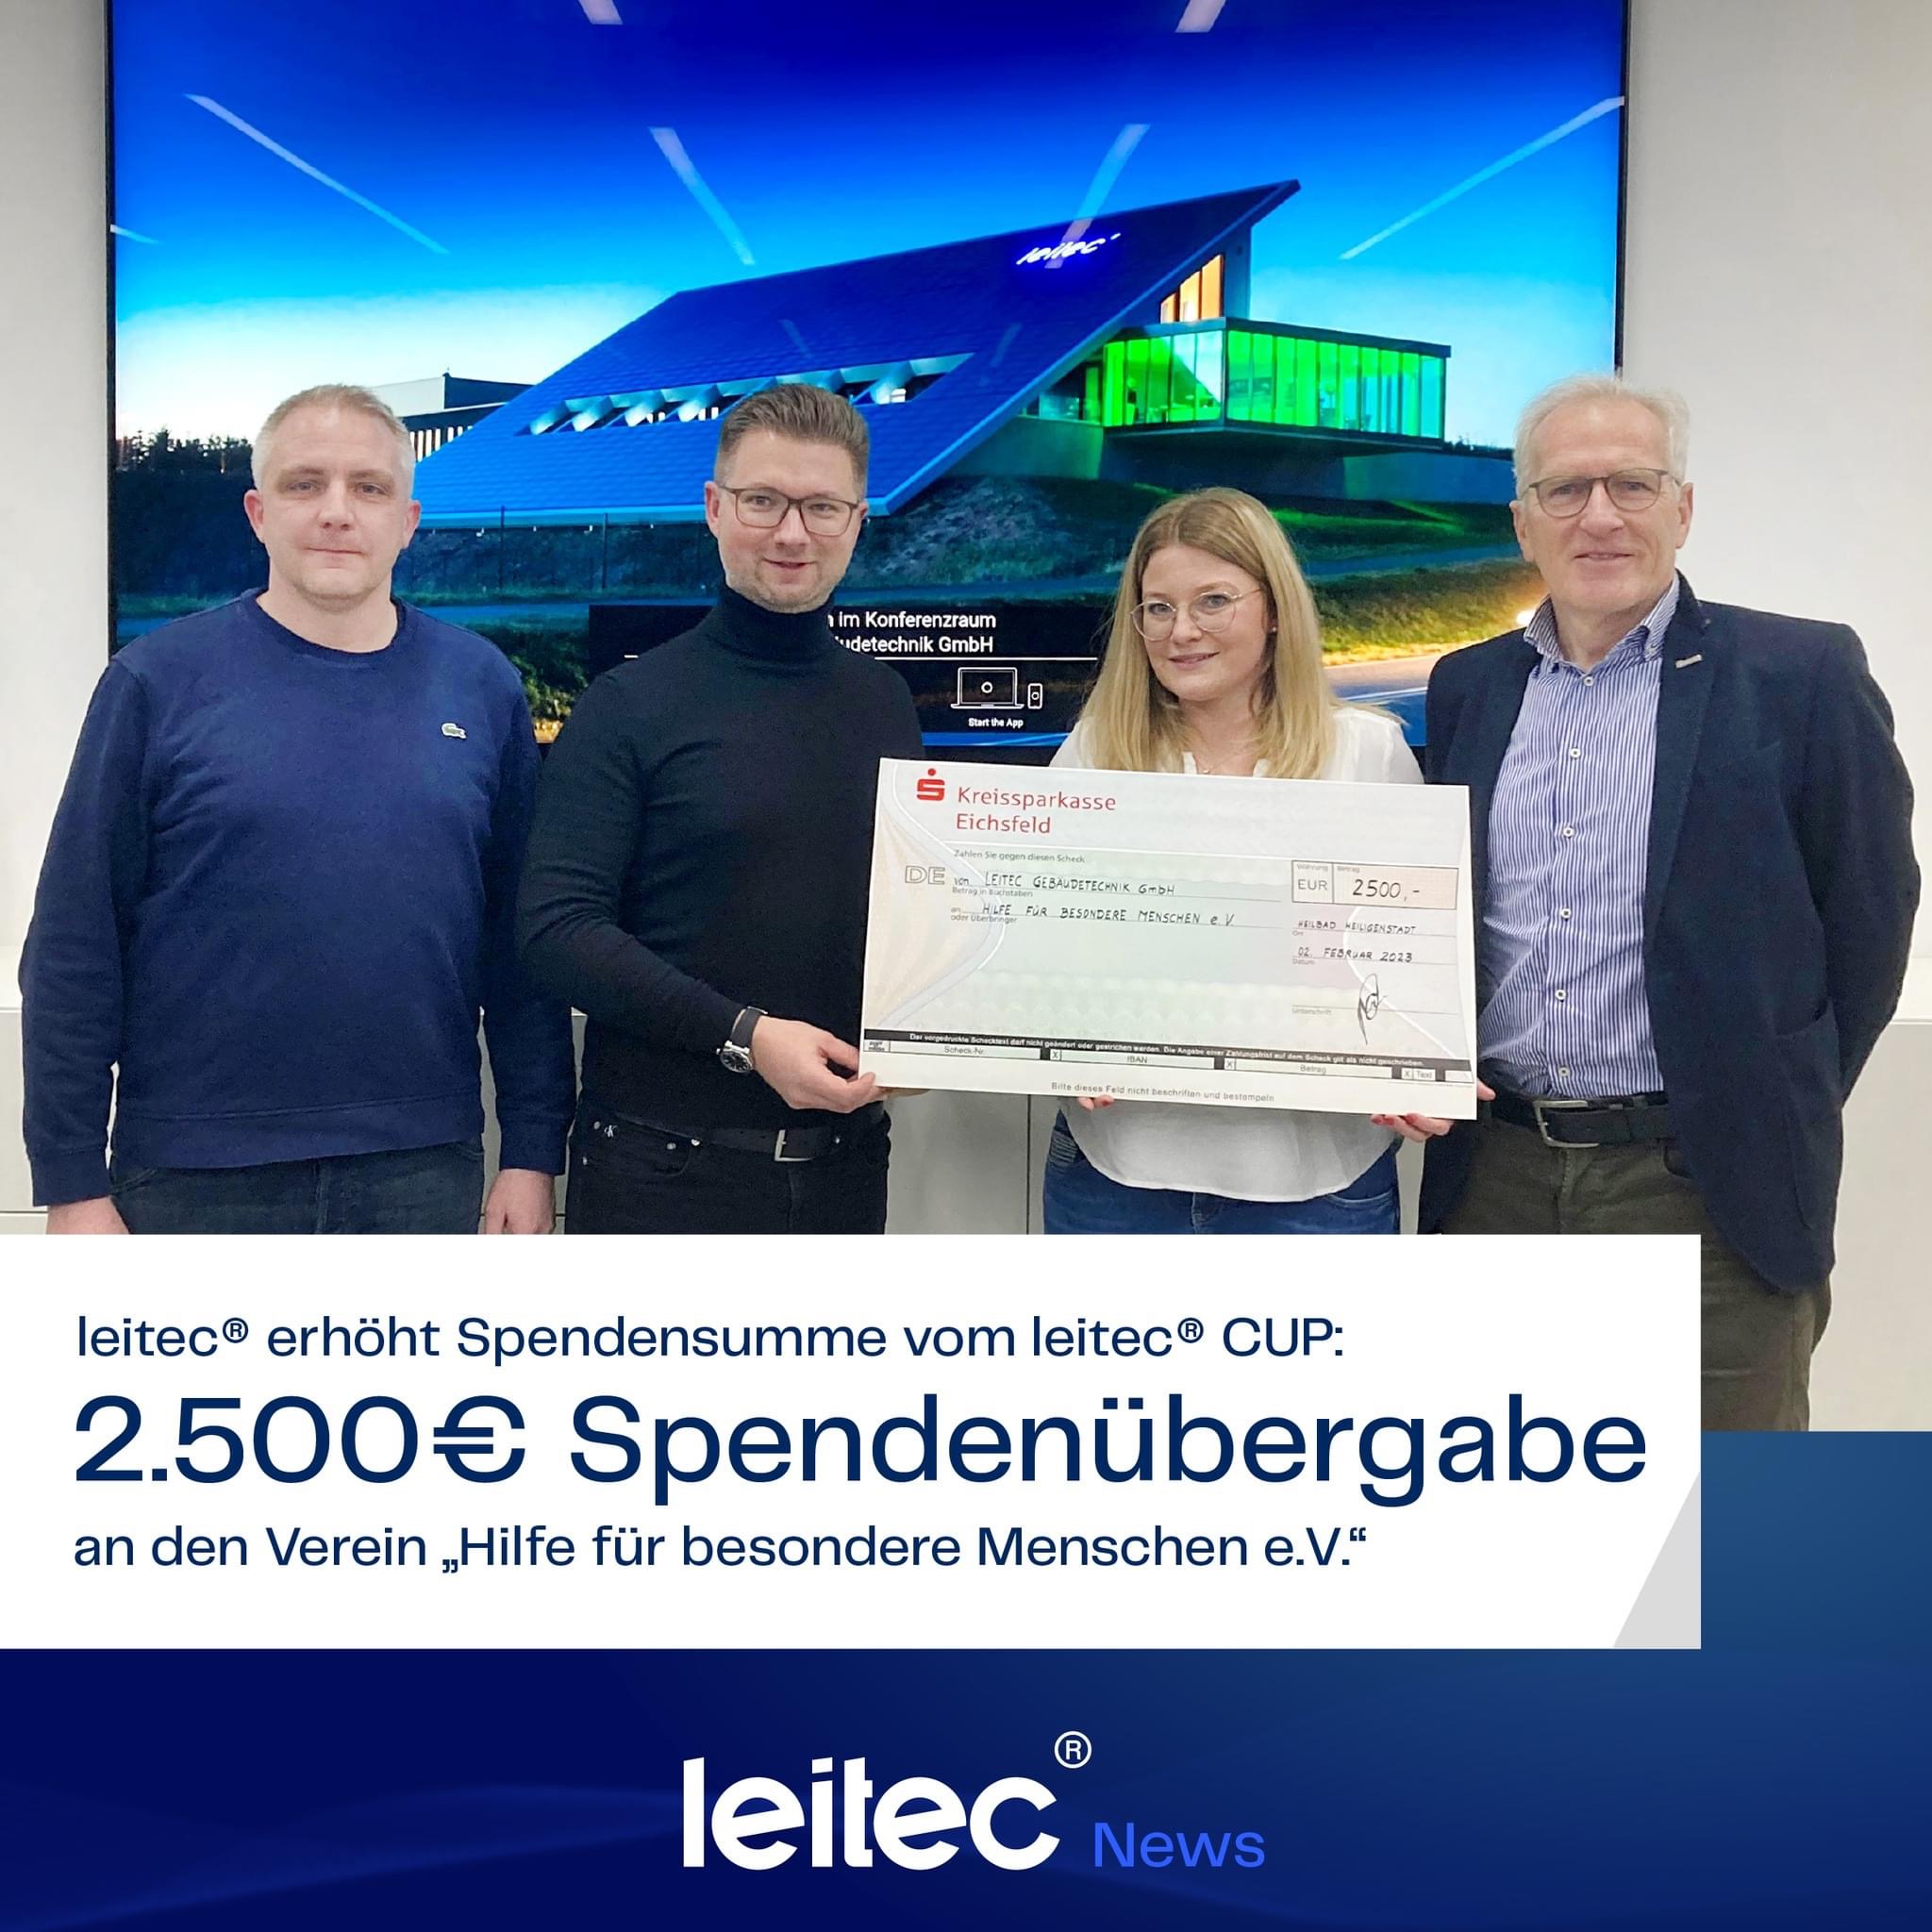 leitec®
n im Konferenzraum
udetechnik GmbH
Start the App
Kreissparkasse
Eichsfeld
Zahlen Sie gegen diesen Scheck
DE von LEITEC GEBÄUDETECHNIK GmbH
Betrag in Buchstaben
an HILFE FÜR BESONDERE MENSCHEN e.V.
oder Überbringer
Währung Betrag
EUR 2500,-
HEILBAD HEILIGENSTADT
Ort
02. FEBRUAR 2023
Datum
Unterschrift
Der vorgedruckte Schecktext darf nicht geändert oder gestrichen werden. Die Angabe einer Zahlungsfrist auf dem Scheck gilt als nicht geschrieben.
Scheck-Nr. X IBAN X Betrag X Text
Bitte dieses Feld nicht beschriften und bestempeln
leitec® erhöht Spendensumme vom leitec® CUP:
2.500€ Spendenübergabe
an den Verein „Hilfe für besondere Menschen e.V.“
leitec® News